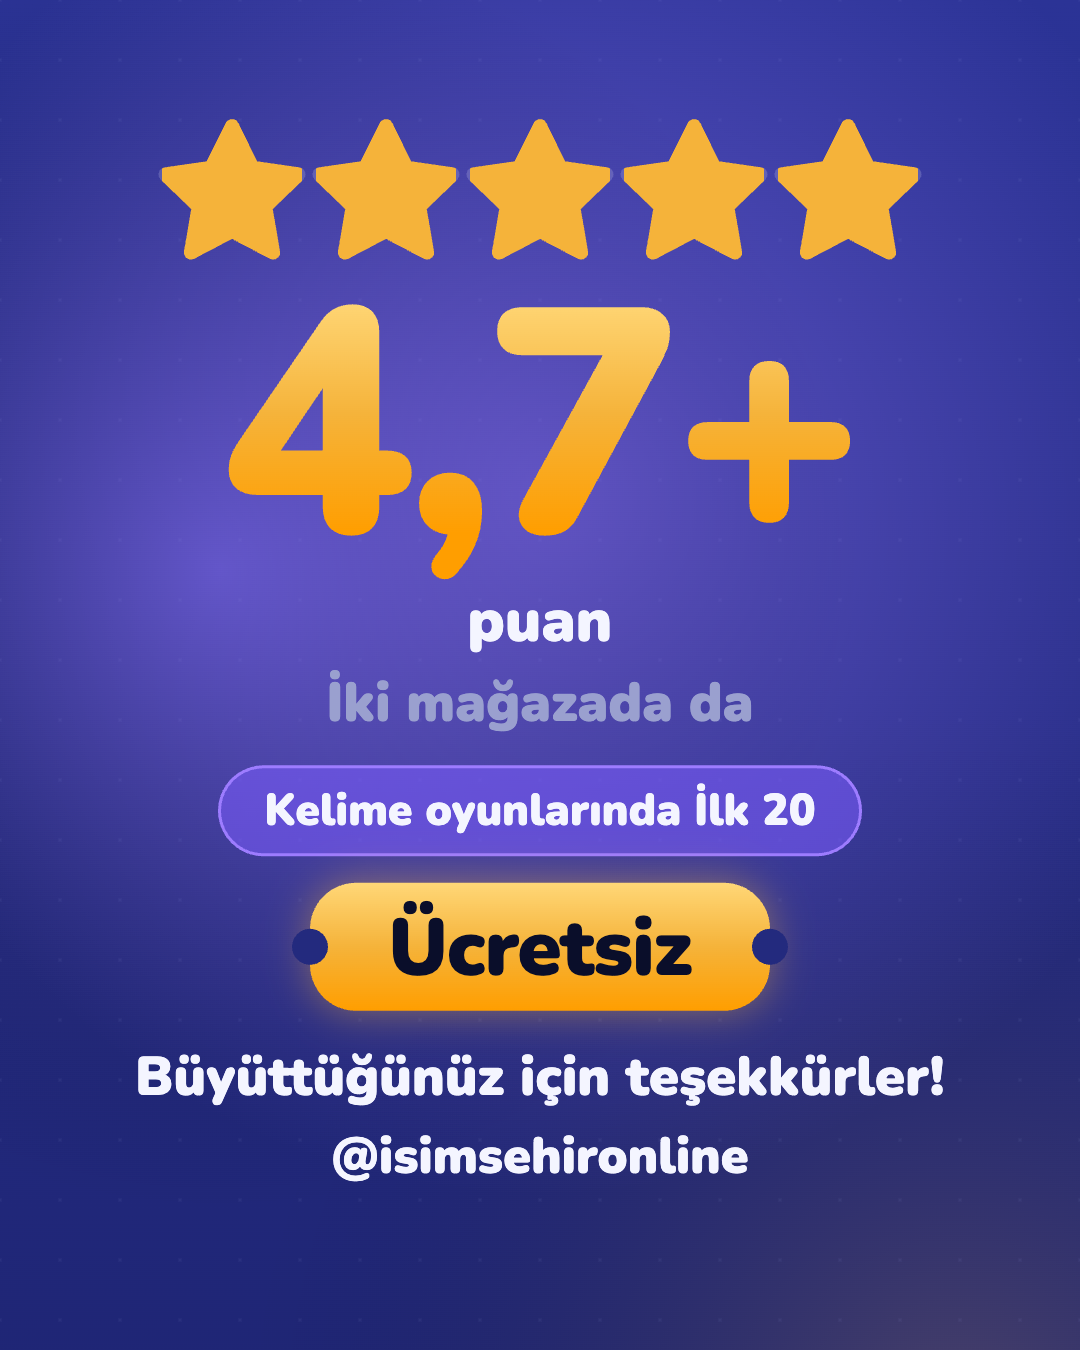 4,7+
puan
İki mağazada da
Kelime oyunlarında İlk 20
Ücretsiz
Büyüttüğünüz için teşekkürler!
@isimsehironline